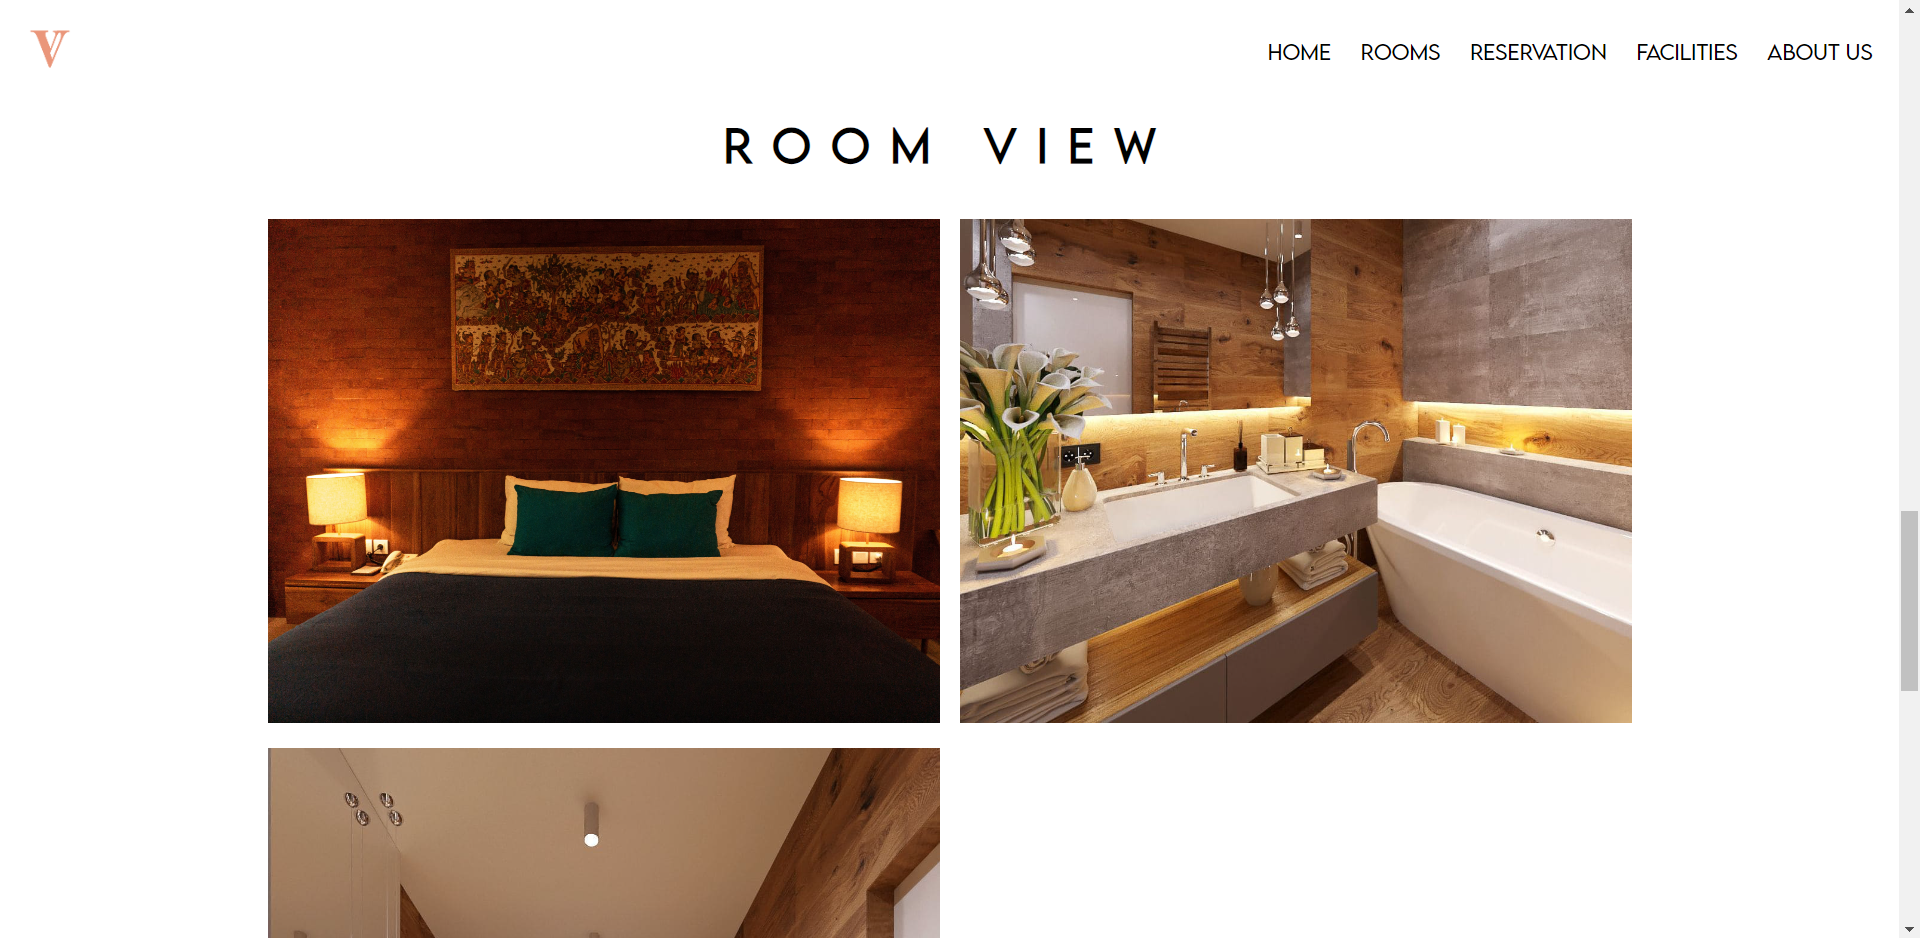 V
HOME ROOMS RESERVATION FACILITIES ABOUT US
ROOM VIEW